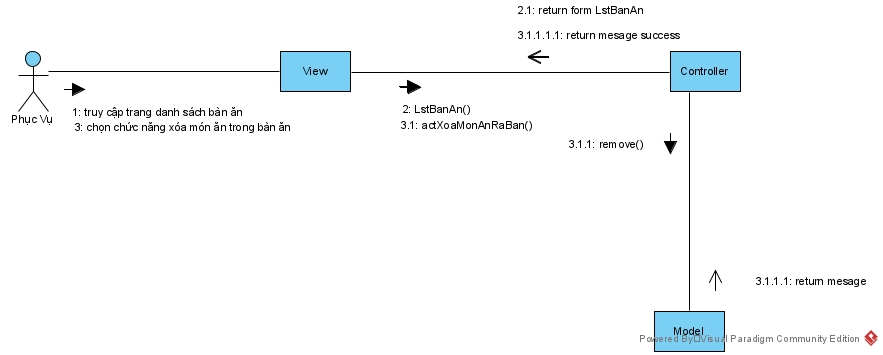 2.1: return form LstBanAn
3.1.1.1.1: return mesage success
View
Controller
Phục Vụ
1: truy cập trang danh sách bàn ăn
3: chọn chức năng xóa món ăn trong bàn ăn
2: LstBanAn()
3.1: actXoaMonAnRaBan()
3.1.1: remove()
3.1.1.1: return mesage
Model
Powered By Visual Paradigm Community Edition